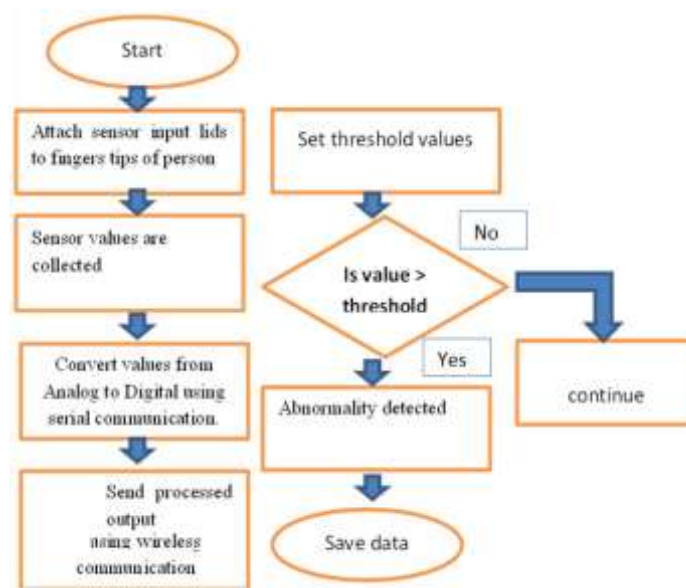 Start
Attach sensor input lids
to fingers tips of person
Sensor values are
collected
Convert values from
Analog to Digital using
serial communication.
Send processed
output
using wireless
communication
Set threshold values
No
Is value >
threshold
Yes
continue
Abnormality detected
Save data